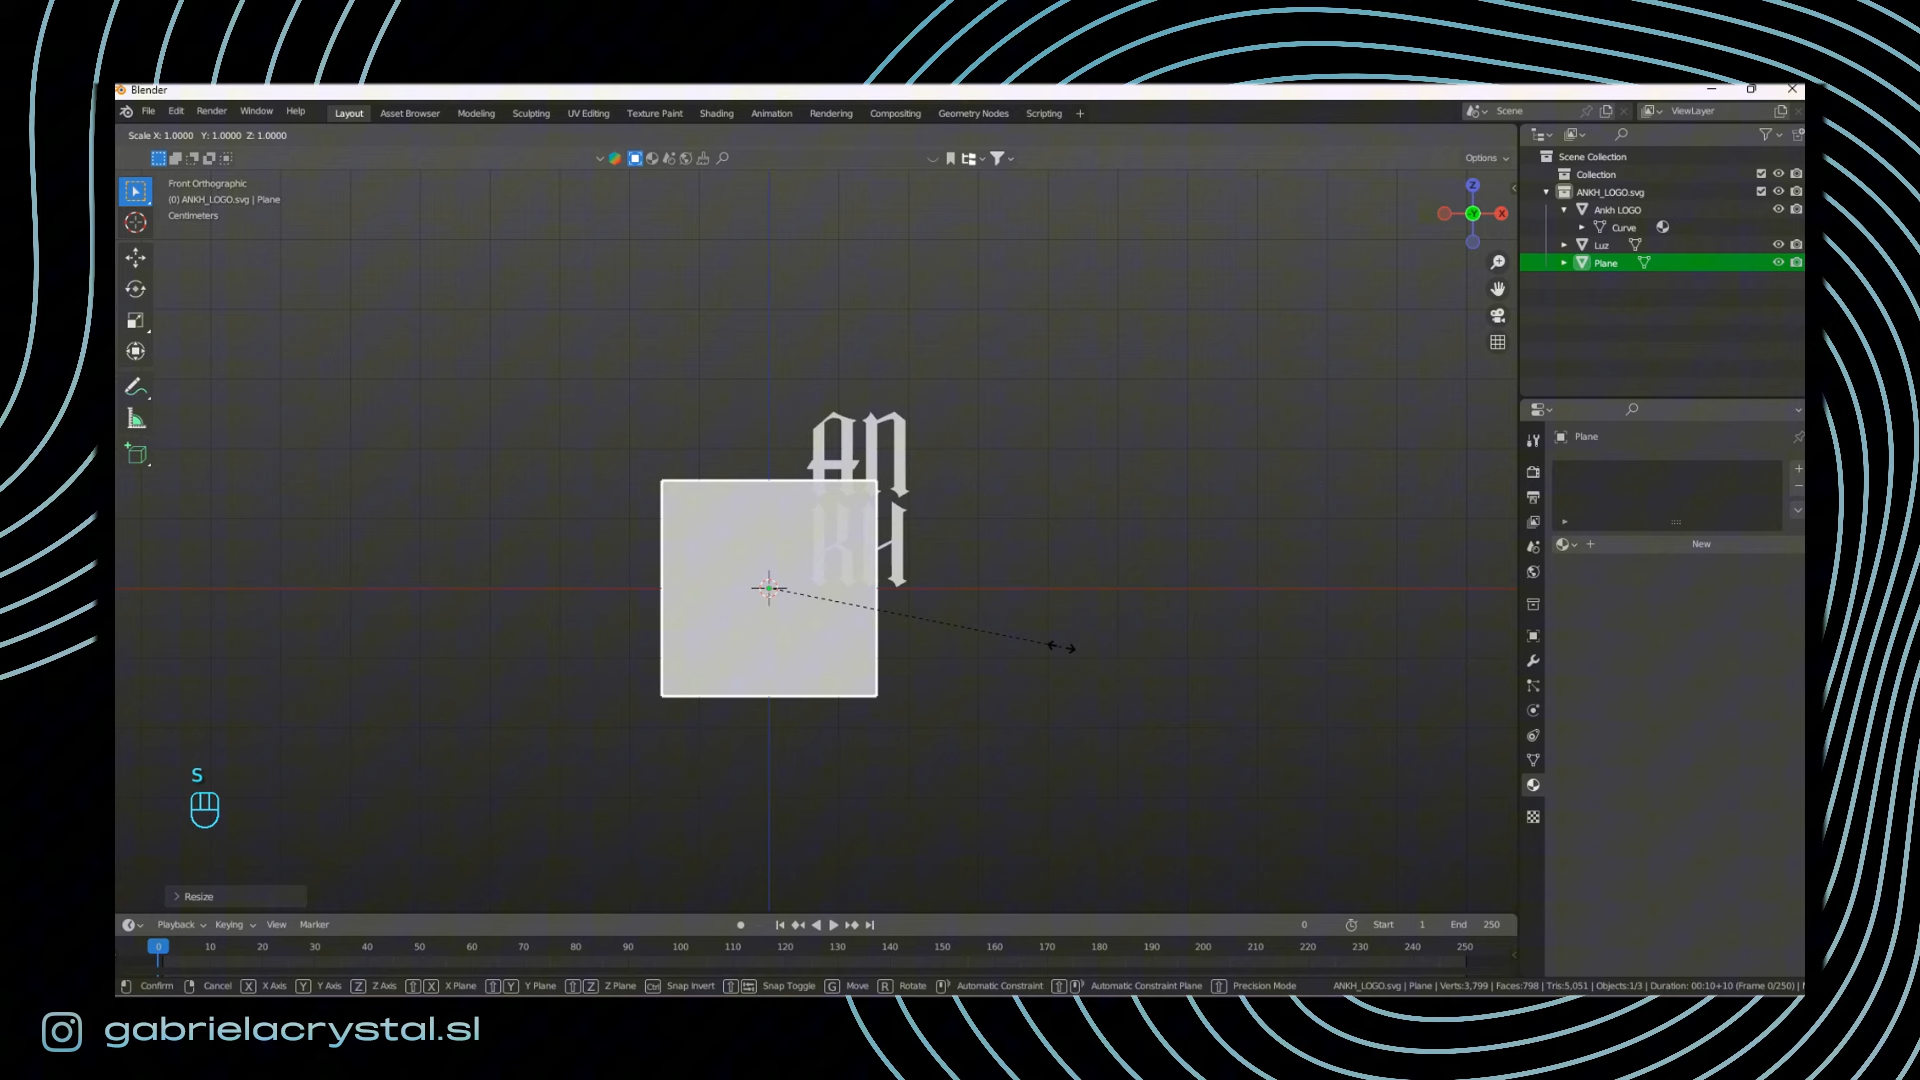 Blender
File Edit Render Window Help Layout Asset Browser Modeling Sculpting UV Editing Texture Paint Shading Animation Rendering Compositing Geometry Nodes Scripting + Scene ViewLayer
Scale X: 1.0000 Y: 1.0000 Z: 1.0000
Options
Front Orthographic
(0) ANKH_LOGO.svg | Plane
Centimeters
Z
Y
X
Scene Collection
Collection
ANKH_LOGO.svg
Ankh LOGO
Curve
Luz
Plane
Plane
New
AN
KH
S
Resize
Playback Keying View Marker 0 Start 1 End 250
0 10 20 30 40 50 60 70 80 90 100 110 120 130 140 150 160 170 180 190 200 210 220 230 240 250
Confirm Cancel X X Axis Y Y Axis Z Z Axis X X Plane Y Y Plane Z Z Plane Ctrl Snap Invert Snap Toggle G Move R Rotate Automatic Constraint Automatic Constraint Plane Precision Mode ANKH_LOGO.svg | Plane | Verts:3,799 | Faces:798 | Tris:5,051 | Objects:1/3 | Duration: 00:10+10 (Frame 0/250) |
gabrielacrystal.sl